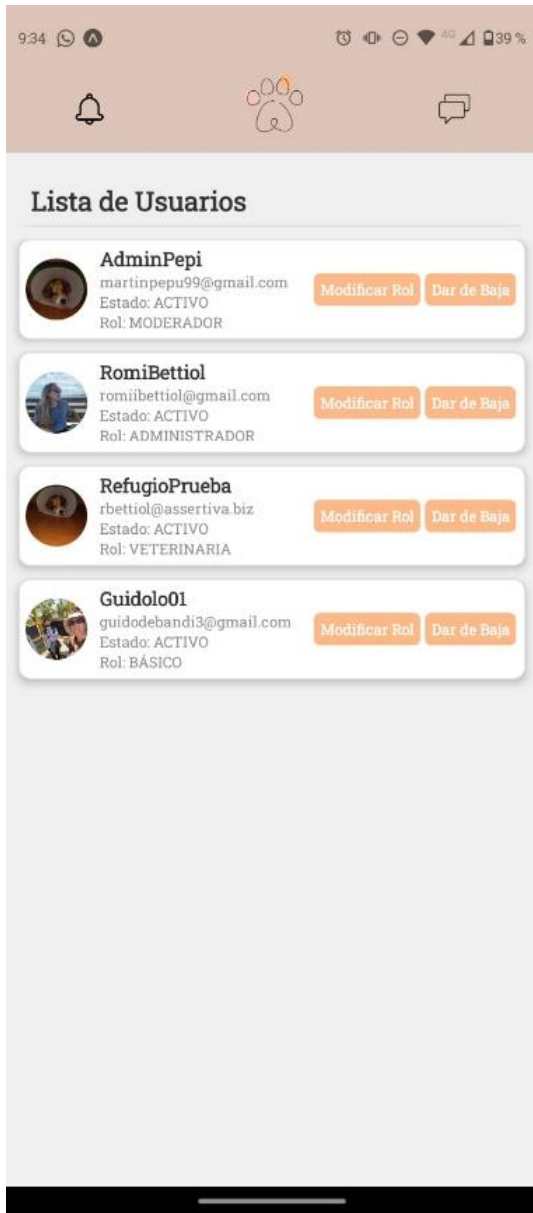 9:34 4G 39 %
Lista de Usuarios
AdminPepi
martinpepu99@gmail.com
Estado: ACTIVO
Rol: MODERADOR
Modificar Rol Dar de Baja
RomiBettiol
romiibettiol@gmail.com
Estado: ACTIVO
Rol: ADMINISTRADOR
Modificar Rol Dar de Baja
RefugioPrueba
rbettiol@assertiva.biz
Estado: ACTIVO
Rol: VETERINARIA
Modificar Rol Dar de Baja
Guidolo01
guidodebandi3@gmail.com
Estado: ACTIVO
Rol: BÁSICO
Modificar Rol Dar de Baja